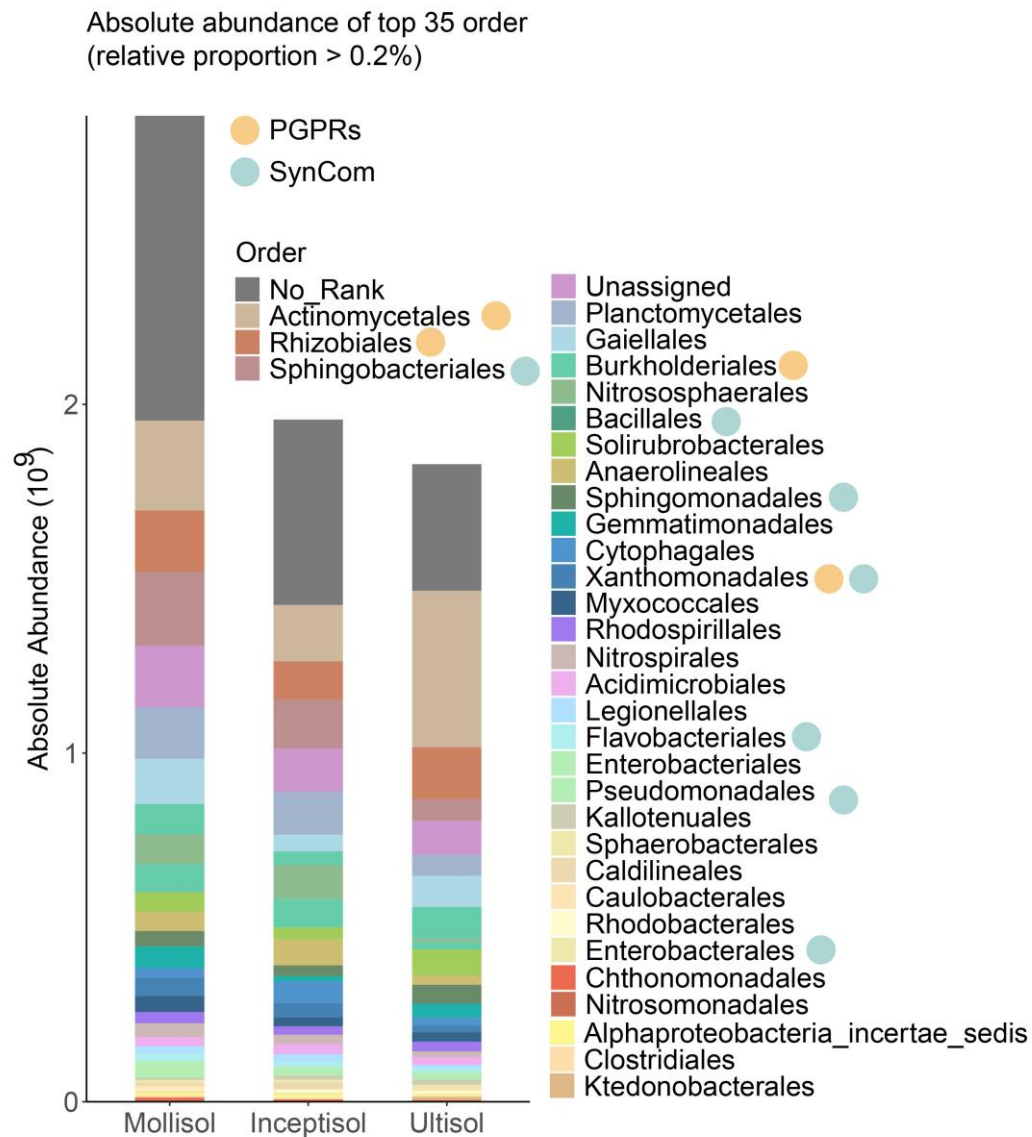 Absolute abundance of top 35 order
(relative proportion > 0.2%)
PGPRs
SynCom
Order
No_Rank
Actinomycetales
Rhizobiales
Sphingobacteriales
Unassigned
Planctomycetales
Gaiellales
Burkholderiales
Nitrososphaerales
Bacillales
Solirubrobacterales
Anaerolineales
Sphingomonadales
Gemmatimonadales
Cytophagales
Xanthomonadales
Myxococcales
Rhodospirillales
Nitrospirales
Acidimicrobiales
Legionellales
Flavobacteriales
Enterobacteriales
Pseudomonadales
Kallotenuales
Sphaerobacterales
Caldilineales
Caulobacterales
Rhodobacterales
Enterobacterales
Chthonomonadales
Nitrosomonadales
Alphaproteobacteria_incertae_sedis
Clostridiales
Ktedonobacterales
Absolute Abundance (10⁹)
2
1
0
Mollisol Inceptisol Ultisol